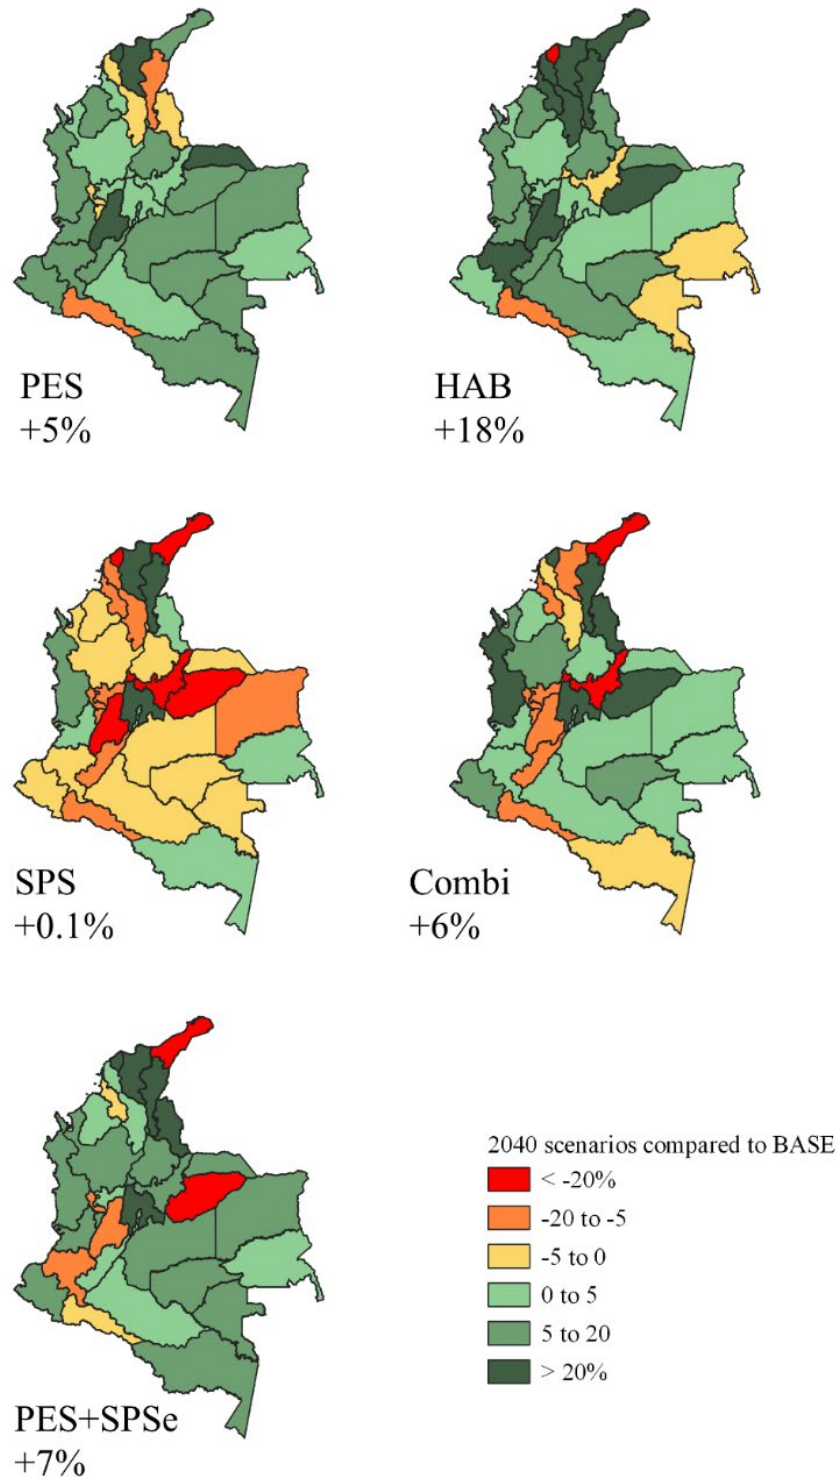 PES
+5%
HAB
+18%
SPS
+0.1%
Combi
+6%
PES+SPSe
+7%
2040 scenarios compared to BASE
< -20%
-20 to -5
-5 to 0
0 to 5
5 to 20
> 20%